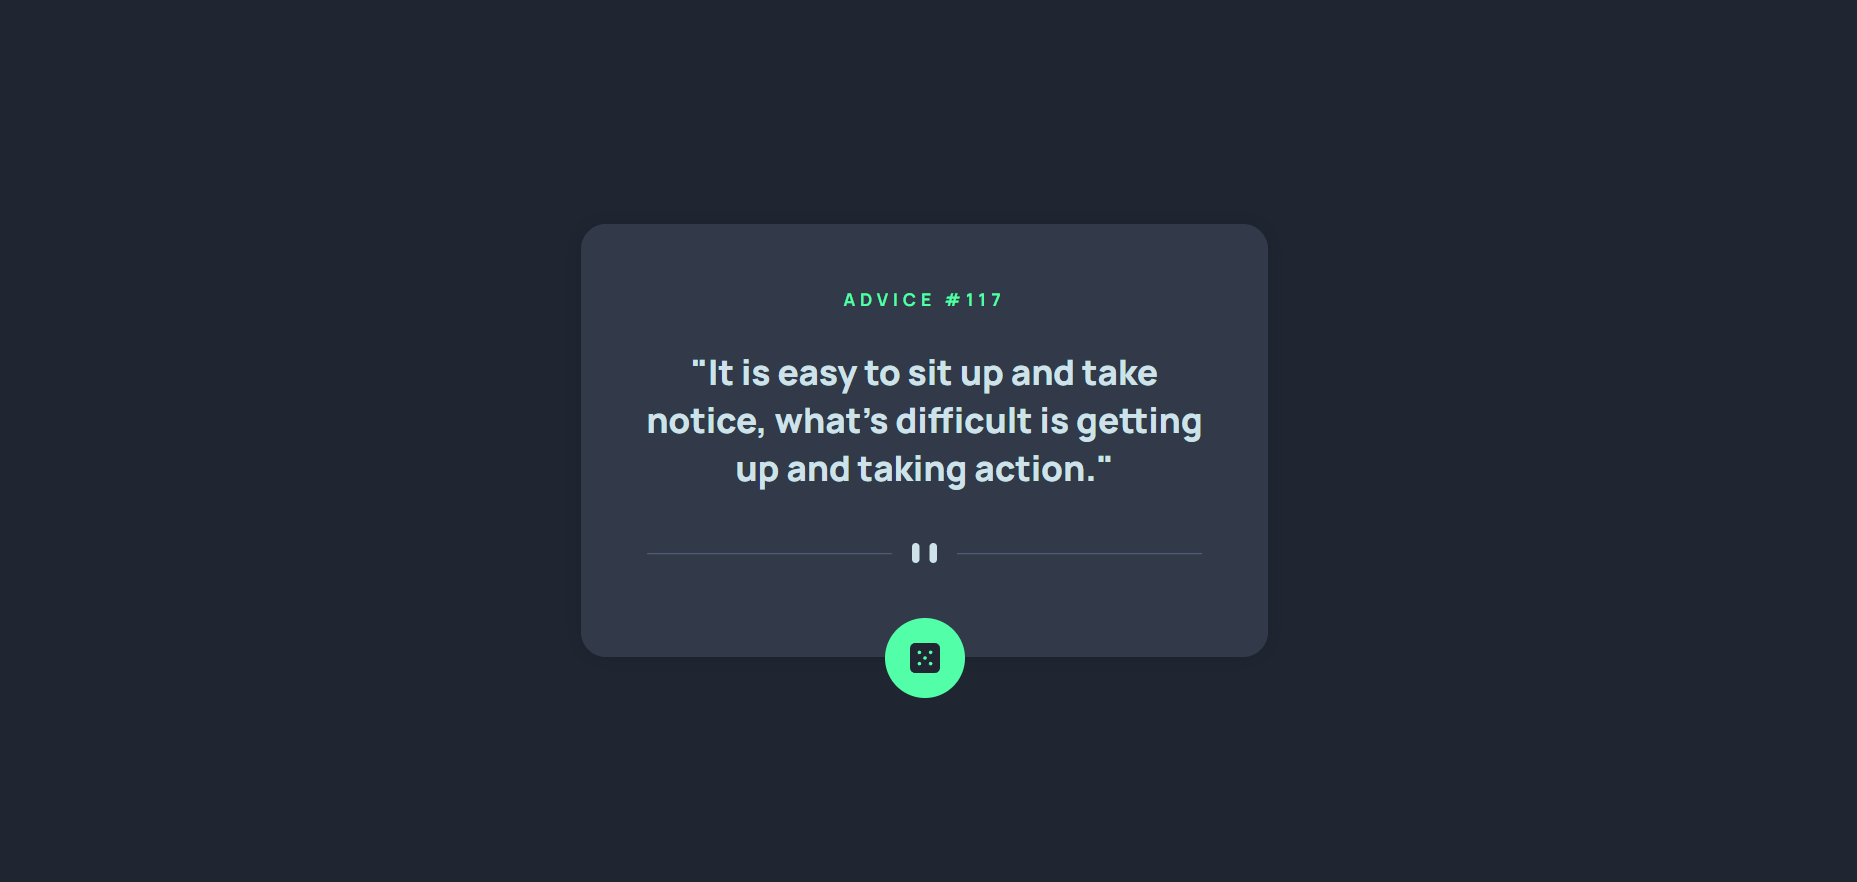 ADVICE #117
"It is easy to sit up and take
notice, what’s difficult is getting
up and taking action."